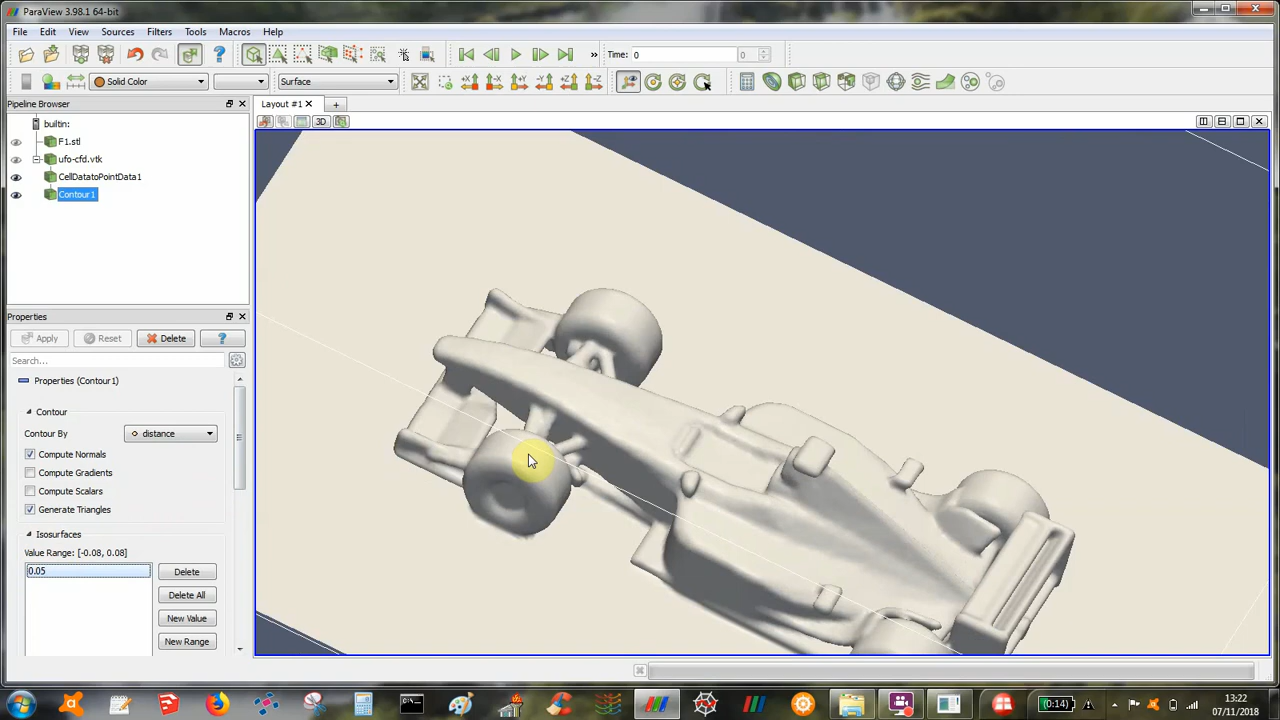 ParaView 3.98.1 64-bit
File Edit View Sources Filters Tools Macros Help
Time: 0 0
Solid Color Surface
Pipeline Browser
Layout #1
3D
builtin:
F1.stl
ufo-cfd.vtk
CellDatatoPointData1
Contour1
Properties
Apply Reset Delete ?
Search...
Properties (Contour1)
Contour
Contour By distance
Compute Normals
Compute Gradients
Compute Scalars
Generate Triangles
Isosurfaces
Value Range: [-0.08, 0.08]
0.05
Delete
Delete All
New Value
New Range
(0:14)
13:22
07/11/2018